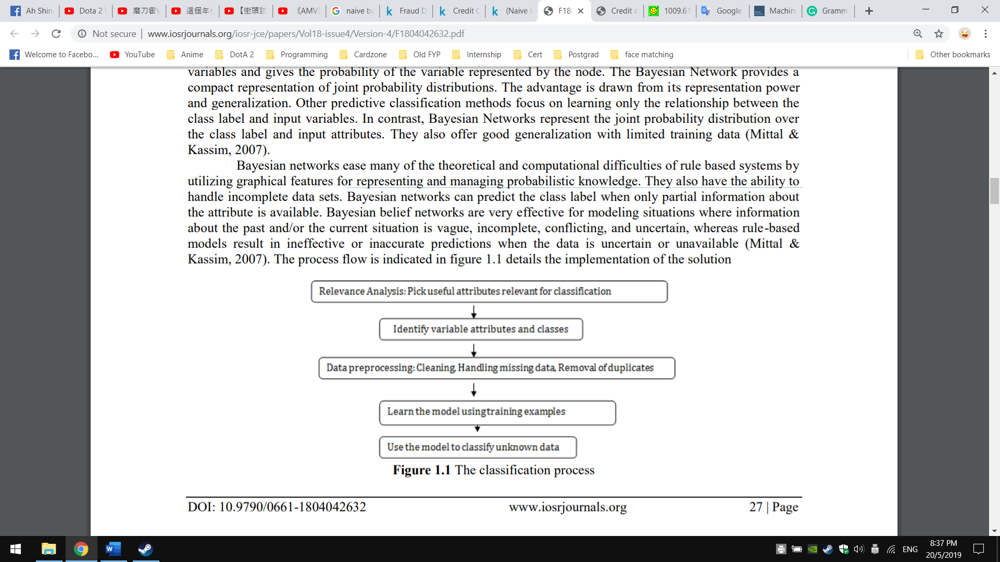 Ah Shin
Dota 2
磨刀霍
這個年
【街頭訪
〖AMV
naive ba
Fraud D
Credit C
(Naive B
F18
Credit c
1009.61
Google
Machin
Gramm
Not secure | www.iosrjournals.org/iosr-jce/papers/Vol18-issue4/Version-4/F1804042632.pdf
Welcome to Facebo...
YouTube
Anime
DotA 2
Programming
Cardzone
Old FYP
Internship
Cert
Postgrad
face matching
Other bookmarks
variables and gives the probability of the variable represented by the node. The Bayesian Network provides a
compact representation of joint probability distributions. The advantage is drawn from its representation power
and generalization. Other predictive classification methods focus on learning only the relationship between the
class label and input variables. In contrast, Bayesian Networks represent the joint probability distribution over
the class label and input attributes. They also offer good generalization with limited training data (Mittal &
Kassim, 2007).
Bayesian networks ease many of the theoretical and computational difficulties of rule based systems by
utilizing graphical features for representing and managing probabilistic knowledge. They also have the ability to
handle incomplete data sets. Bayesian networks can predict the class label when only partial information about
the attribute is available. Bayesian belief networks are very effective for modeling situations where information
about the past and/or the current situation is vague, incomplete, conflicting, and uncertain, whereas rule-based
models result in ineffective or inaccurate predictions when the data is uncertain or unavailable (Mittal &
Kassim, 2007). The process flow is indicated in figure 1.1 details the implementation of the solution
Relevance Analysis: Pick useful attributes relevant for classification
Identify variable attributes and classes
Data preprocessing: Cleaning, Handling missing data, Removal of duplicates
Learn the model using training examples
Use the model to classify unknown data
Figure 1.1 The classification process
DOI: 10.9790/0661-1804042632
www.iosrjournals.org
27 | Page
ENG
8:37 PM
20/5/2019